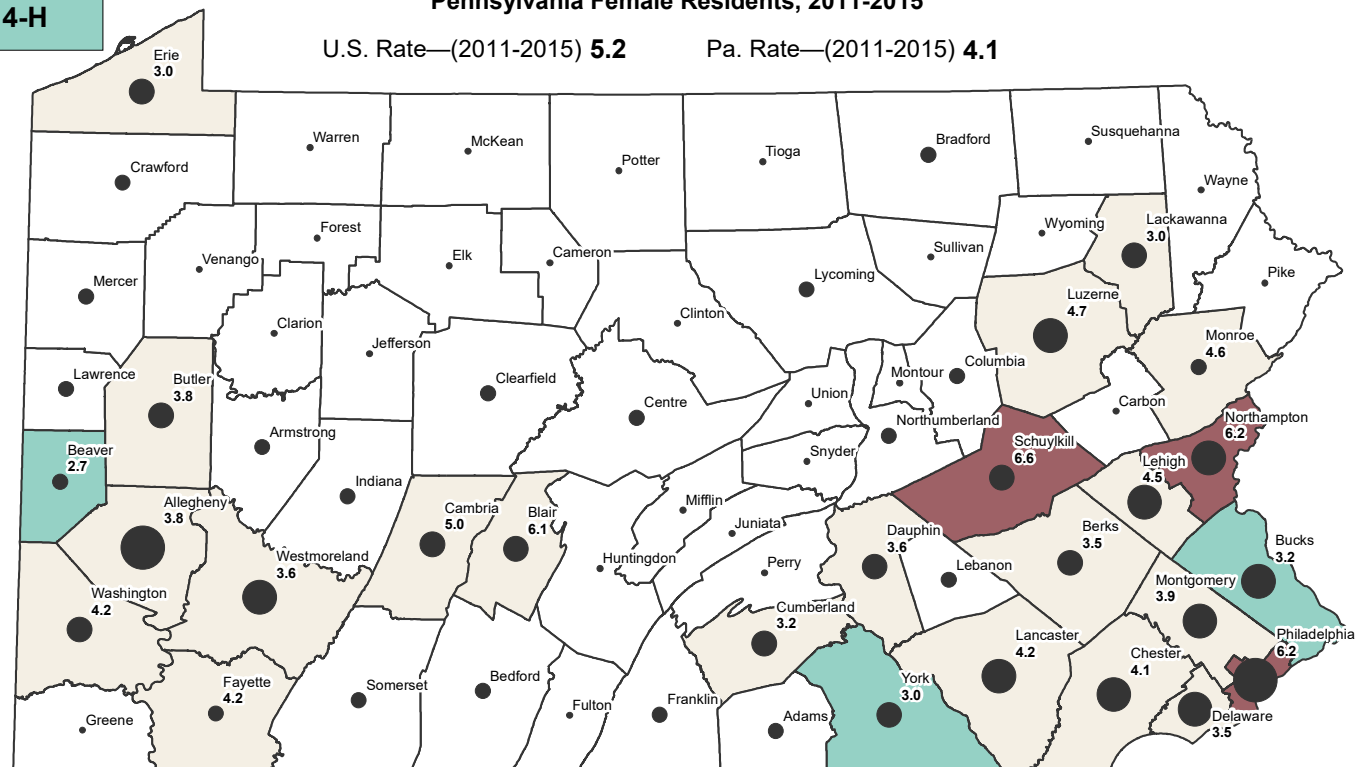 4-H
Pennsylvania Female Residents, 2011-2015
U.S. Rate—(2011-2015) 5.2
Pa. Rate—(2011-2015) 4.1
Erie
3.0
Warren
McKean
Potter
Tioga
Bradford
Susquehanna
Crawford
Wayne
Forest
Wyoming
Lackawanna
3.0
Venango
Elk
Cameron
Sullivan
Mercer
Lycoming
Pike
Luzerne
4.7
Clinton
Clarion
Jefferson
Monroe
4.6
Lawrence
Butler
3.8
Clearfield
Columbia
Montour
Centre
Union
Carbon
Northampton
6.2
Northumberland
Armstrong
Schuylkill
6.6
Beaver
2.7
Snyder
Lehigh
4.5
Indiana
Allegheny
3.8
Mifflin
Cambria
5.0
Blair
6.1
Juniata
Dauphin
3.6
Berks
3.5
Bucks
3.2
Westmoreland
3.6
Huntingdon
Perry
Lebanon
Montgomery
3.9
Washington
4.2
Cumberland
3.2
Lancaster
4.2
Philadelphia
6.2
Chester
4.1
Fayette
4.2
Somerset
Bedford
York
3.0
Fulton
Franklin
Greene
Adams
Delaware
3.5